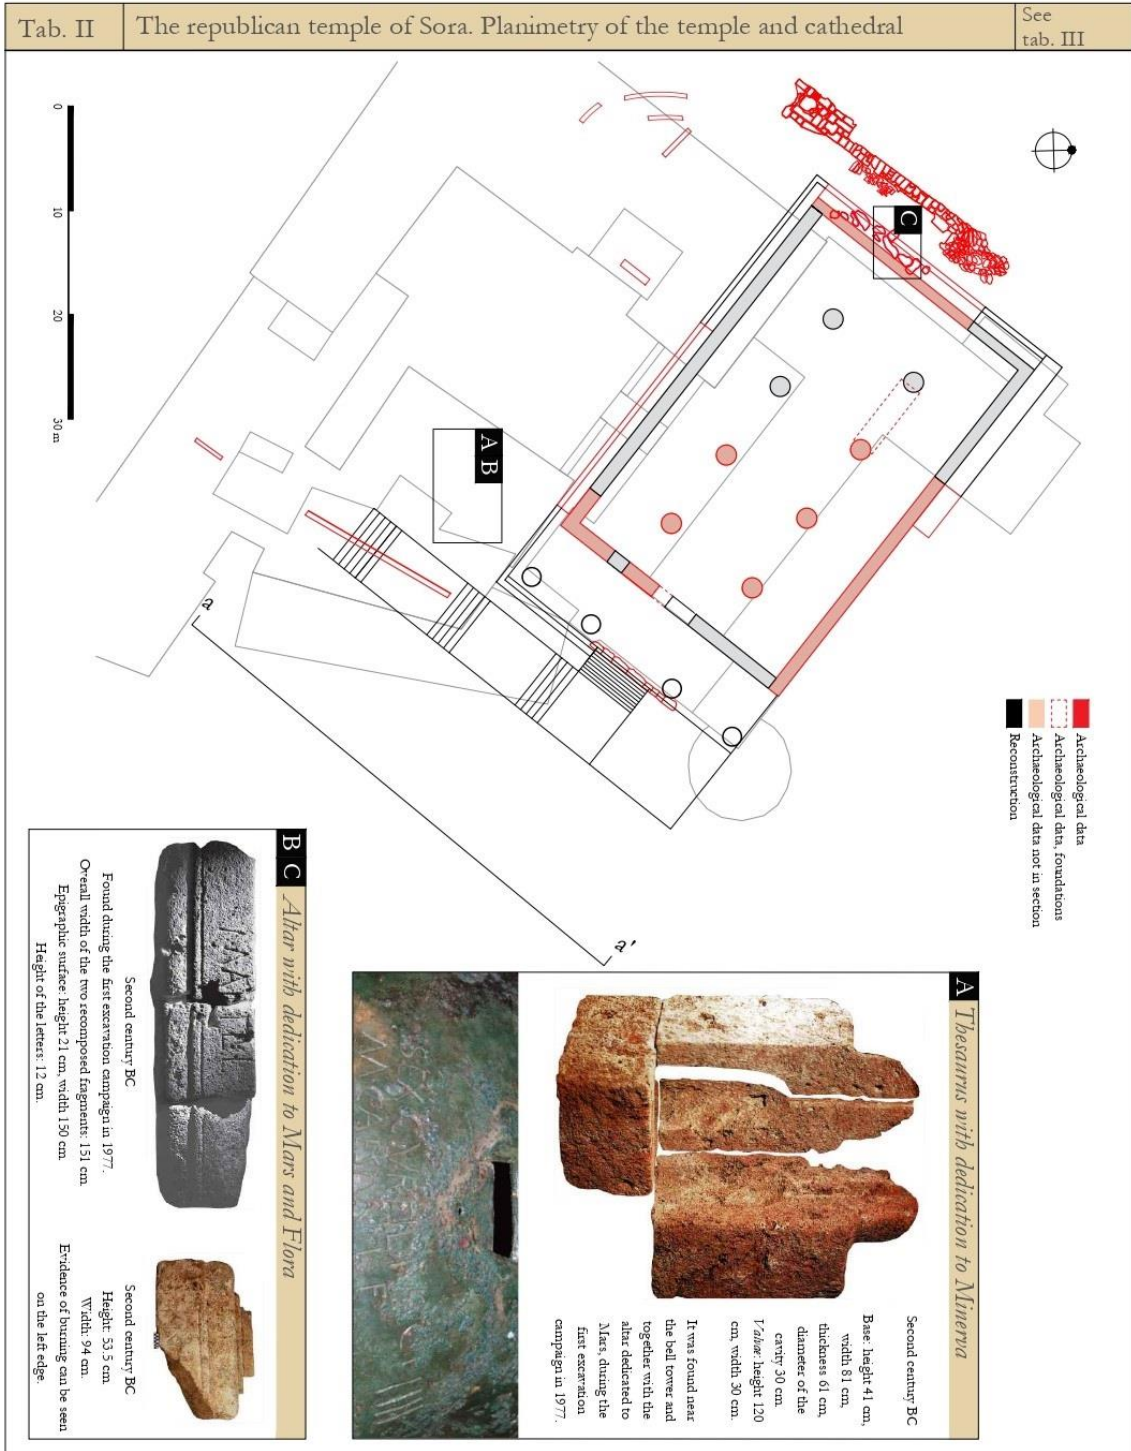 Tab. II
The republican temple of Sora. Planimetry of the temple and cathedral
See
tab. III
0
10
20
30 m
C
A B
a
a'
Archaeological data
Archaeological data, foundations
Archaeological data not in section
Reconstruction
A
Thesaurus with dedication to Minerva
Second century BC
Base: height 41 cm,
width 81 cm,
thickness 61 cm,
diameter of the
cavity 30 cm.
Valvae: height 120
cm, width 30 cm.
It was found near
the bell tower and
together with the
altar dedicated to
Mars, during the
first excavation
campaign in 1977.
B C
Altar with dedication to Mars and Flora
Second century BC
Found during the first excavation campaign in 1977.
Overall width of the two recomposed fragments: 151 cm.
Epigraphic surface: height 21 cm, width 150 cm.
Height of the letters: 12 cm.
Second century BC
Height: 53.5 cm.
Width: 94 cm.
Evidence of burning can be seen
on the left edge.